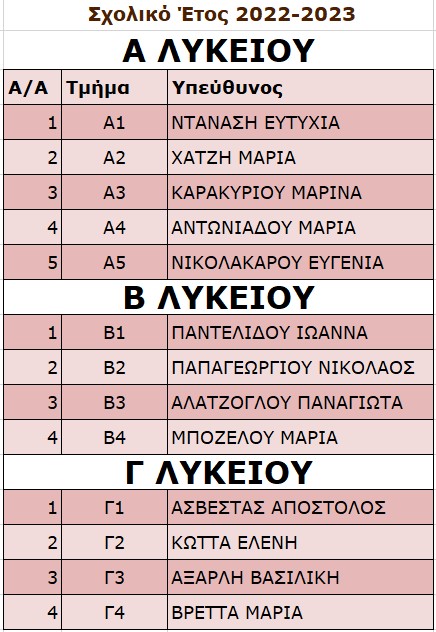 Σχολικό Έτος 2022-2023
Α ΛΥΚΕΙΟΥ
Α/Α Τμήμα Υπεύθυνος
1 Α1 ΝΤΑΝΑΣΗ ΕΥΤΥΧΙΑ
2 Α2 ΧΑΤΖΗ ΜΑΡΙΑ
3 Α3 ΚΑΡΑΚΥΡΙΟΥ ΜΑΡΙΝΑ
4 Α4 ΑΝΤΩΝΙΑΔΟΥ ΜΑΡΙΑ
5 Α5 ΝΙΚΟΛΑΚΑΡΟΥ ΕΥΓΕΝΙΑ
Β ΛΥΚΕΙΟΥ
1 Β1 ΠΑΝΤΕΛΙΔΟΥ ΙΩΑΝΝΑ
2 Β2 ΠΑΠΑΓΕΩΡΓΙΟΥ ΝΙΚΟΛΑΟΣ
3 Β3 ΑΛΑΤΖΟΓΛΟΥ ΠΑΝΑΓΙΩΤΑ
4 Β4 ΜΠΟΖΕΛΟΥ ΜΑΡΙΑ
Γ ΛΥΚΕΙΟΥ
1 Γ1 ΑΣΒΕΣΤΑΣ ΑΠΟΣΤΟΛΟΣ
2 Γ2 ΚΩΤΤΑ ΕΛΕΝΗ
3 Γ3 ΑΞΑΡΛΗ ΒΑΣΙΛΙΚΗ
4 Γ4 ΒΡΕΤΤΑ ΜΑΡΙΑ